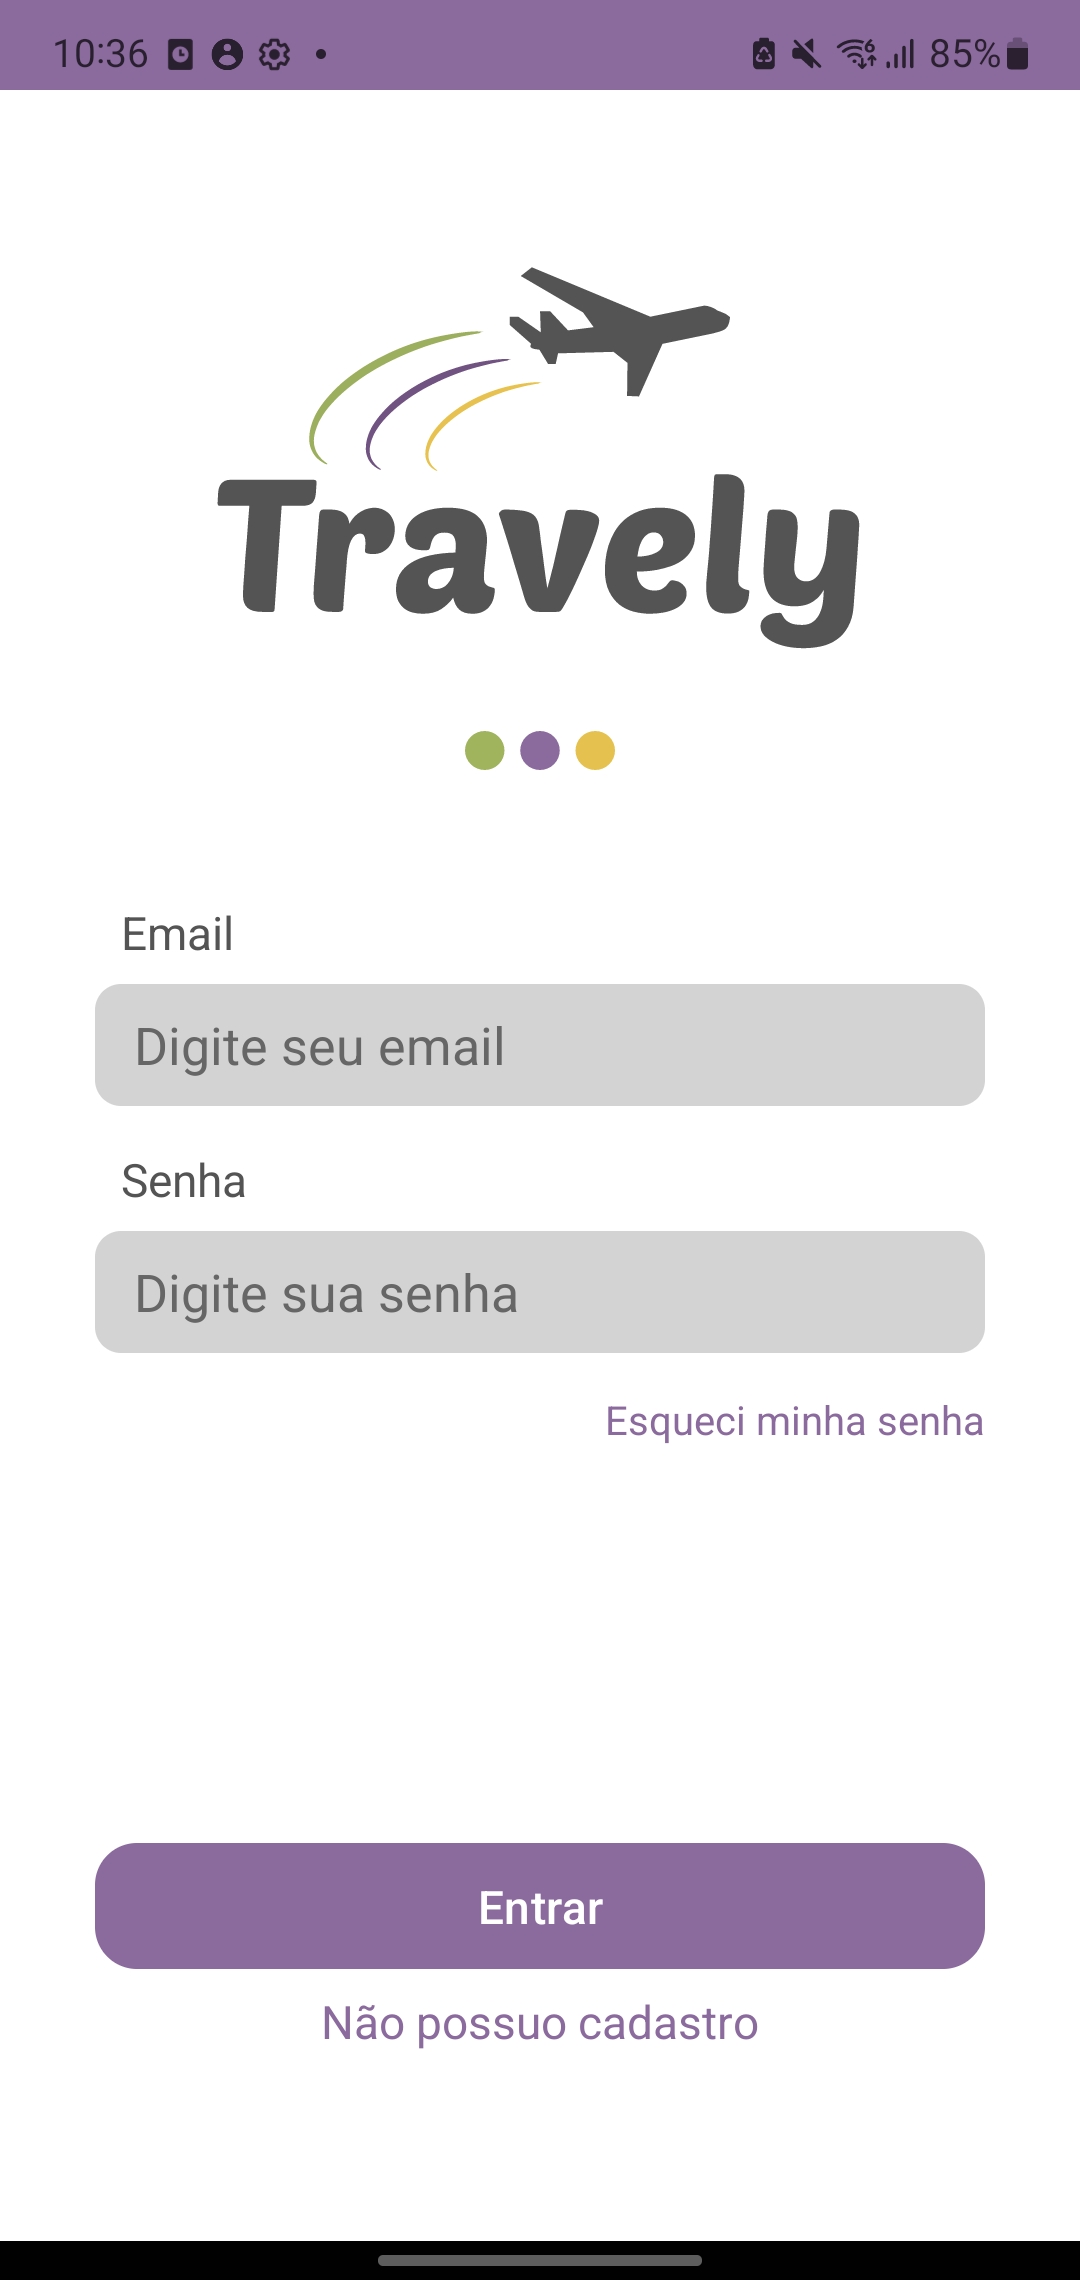 10:36 85%
Travely
Email
Digite seu email
Senha
Digite sua senha
Esqueci minha senha
Entrar
Não possuo cadastro